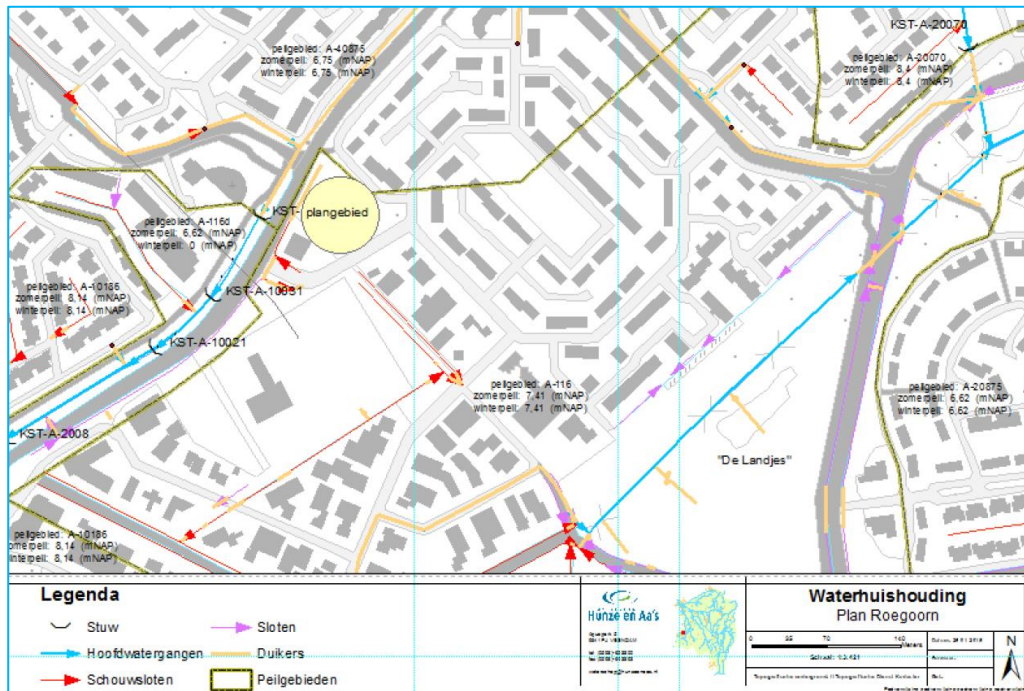 KST-A-20070
peilgebied: A-40875
zomerpeil: 6,75 (mNAP)
winterpeil: 6,75 (mNAP)
peilgebied: A-20070
zomerpeil: 8,4 (mNAP)
winterpeil: 8,4 (mNAP)
KST-
plangebied
peilgebied: A-116d
zomerpeil: 6,62 (mNAP)
winterpeil: 0 (mNAP)
peilgebied: A-10186
zomerpeil: 8,14 (mNAP)
winterpeil: 8,14 (mNAP)
KST-A-10021
peilgebied: A-116
zomerpeil: 7,41 (mNAP)
winterpeil: 7,41 (mNAP)
peilgebied: A-20875
zomerpeil: 6,62 (mNAP)
winterpeil: 6,62 (mNAP)
KST-A-2008
"De Landjes"
peilgebied: A-10186
zomerpeil: 8,14 (mNAP)
winterpeil: 8,14 (mNAP)
Legenda
Stuw
Sloten
Hoofdwatergangen
Duikers
Schouwsloten
Peilgebieden
Hunze en Aa's
Waterhuishouding
Plan Roegoorn
0 35 70 140
Meters
N